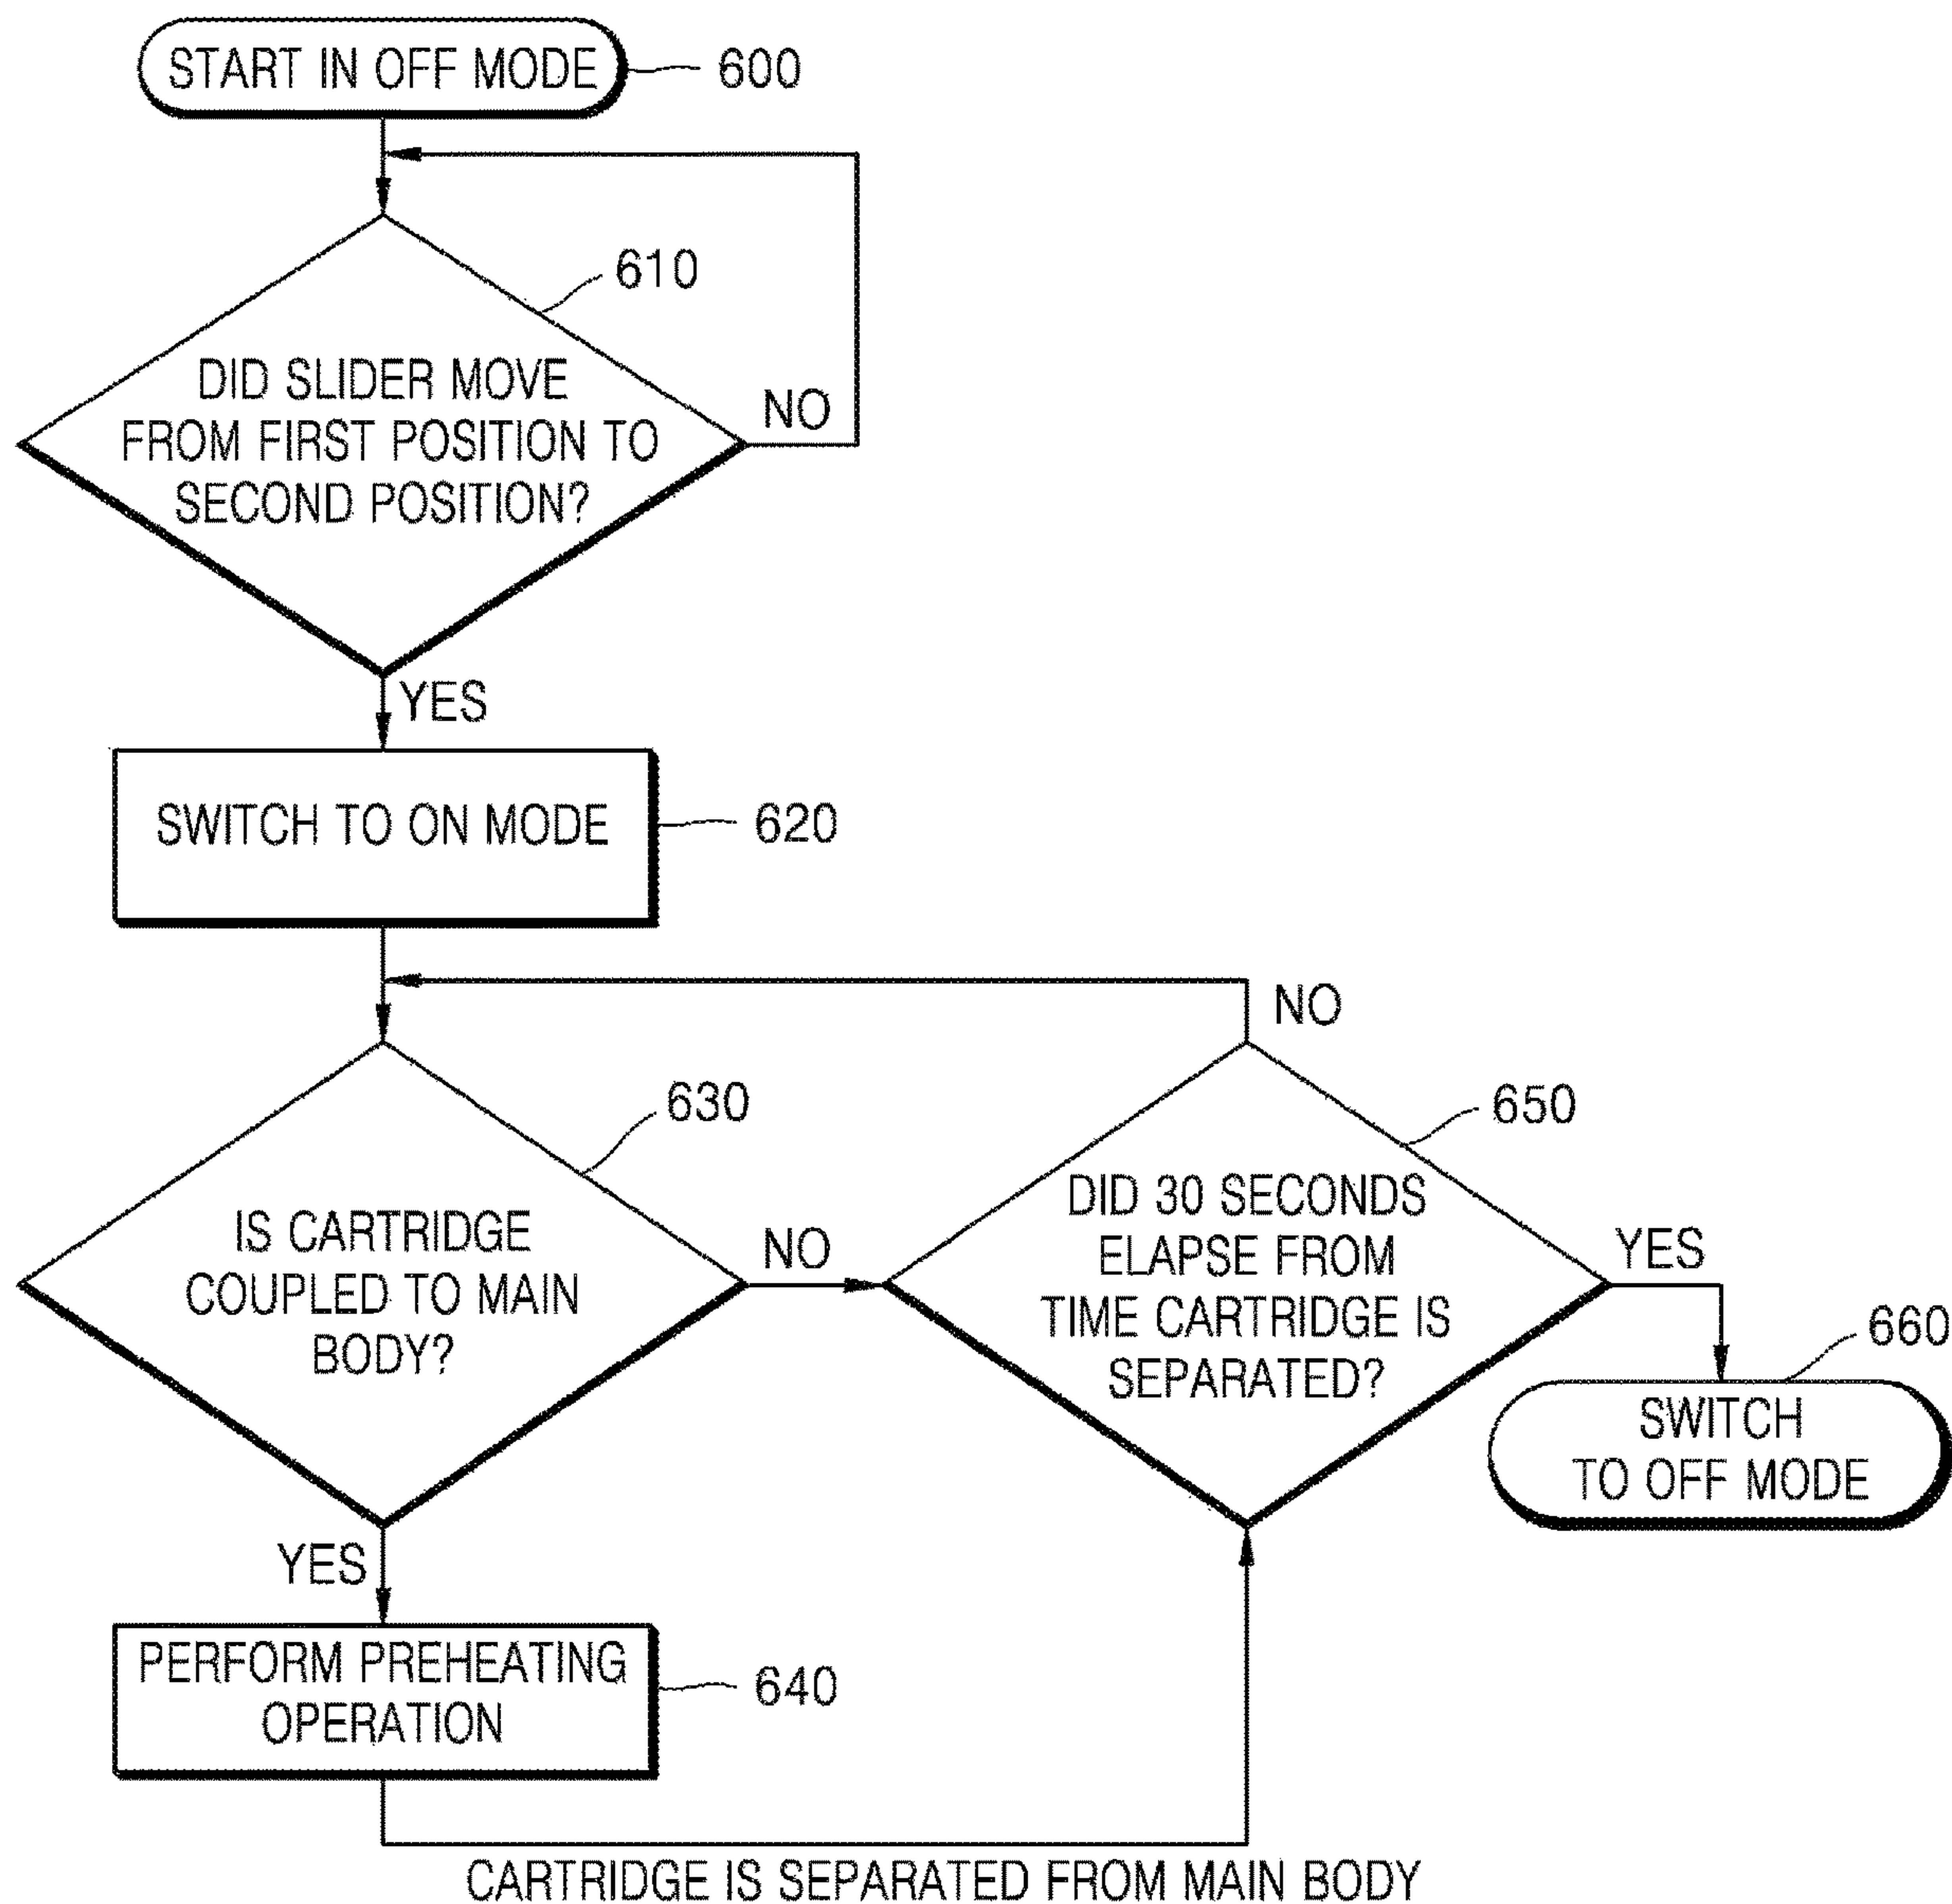 START IN OFF MODE
600
610
DID SLIDER MOVE
FROM FIRST POSITION TO
SECOND POSITION?
NO
YES
SWITCH TO ON MODE
620
NO
630
650
IS CARTRIDGE
COUPLED TO MAIN
BODY?
NO
DID 30 SECONDS
ELAPSE FROM
TIME CARTRIDGE IS
SEPARATED?
YES
660
SWITCH
TO OFF MODE
YES
PERFORM PREHEATING
OPERATION
640
CARTRIDGE IS SEPARATED FROM MAIN BODY